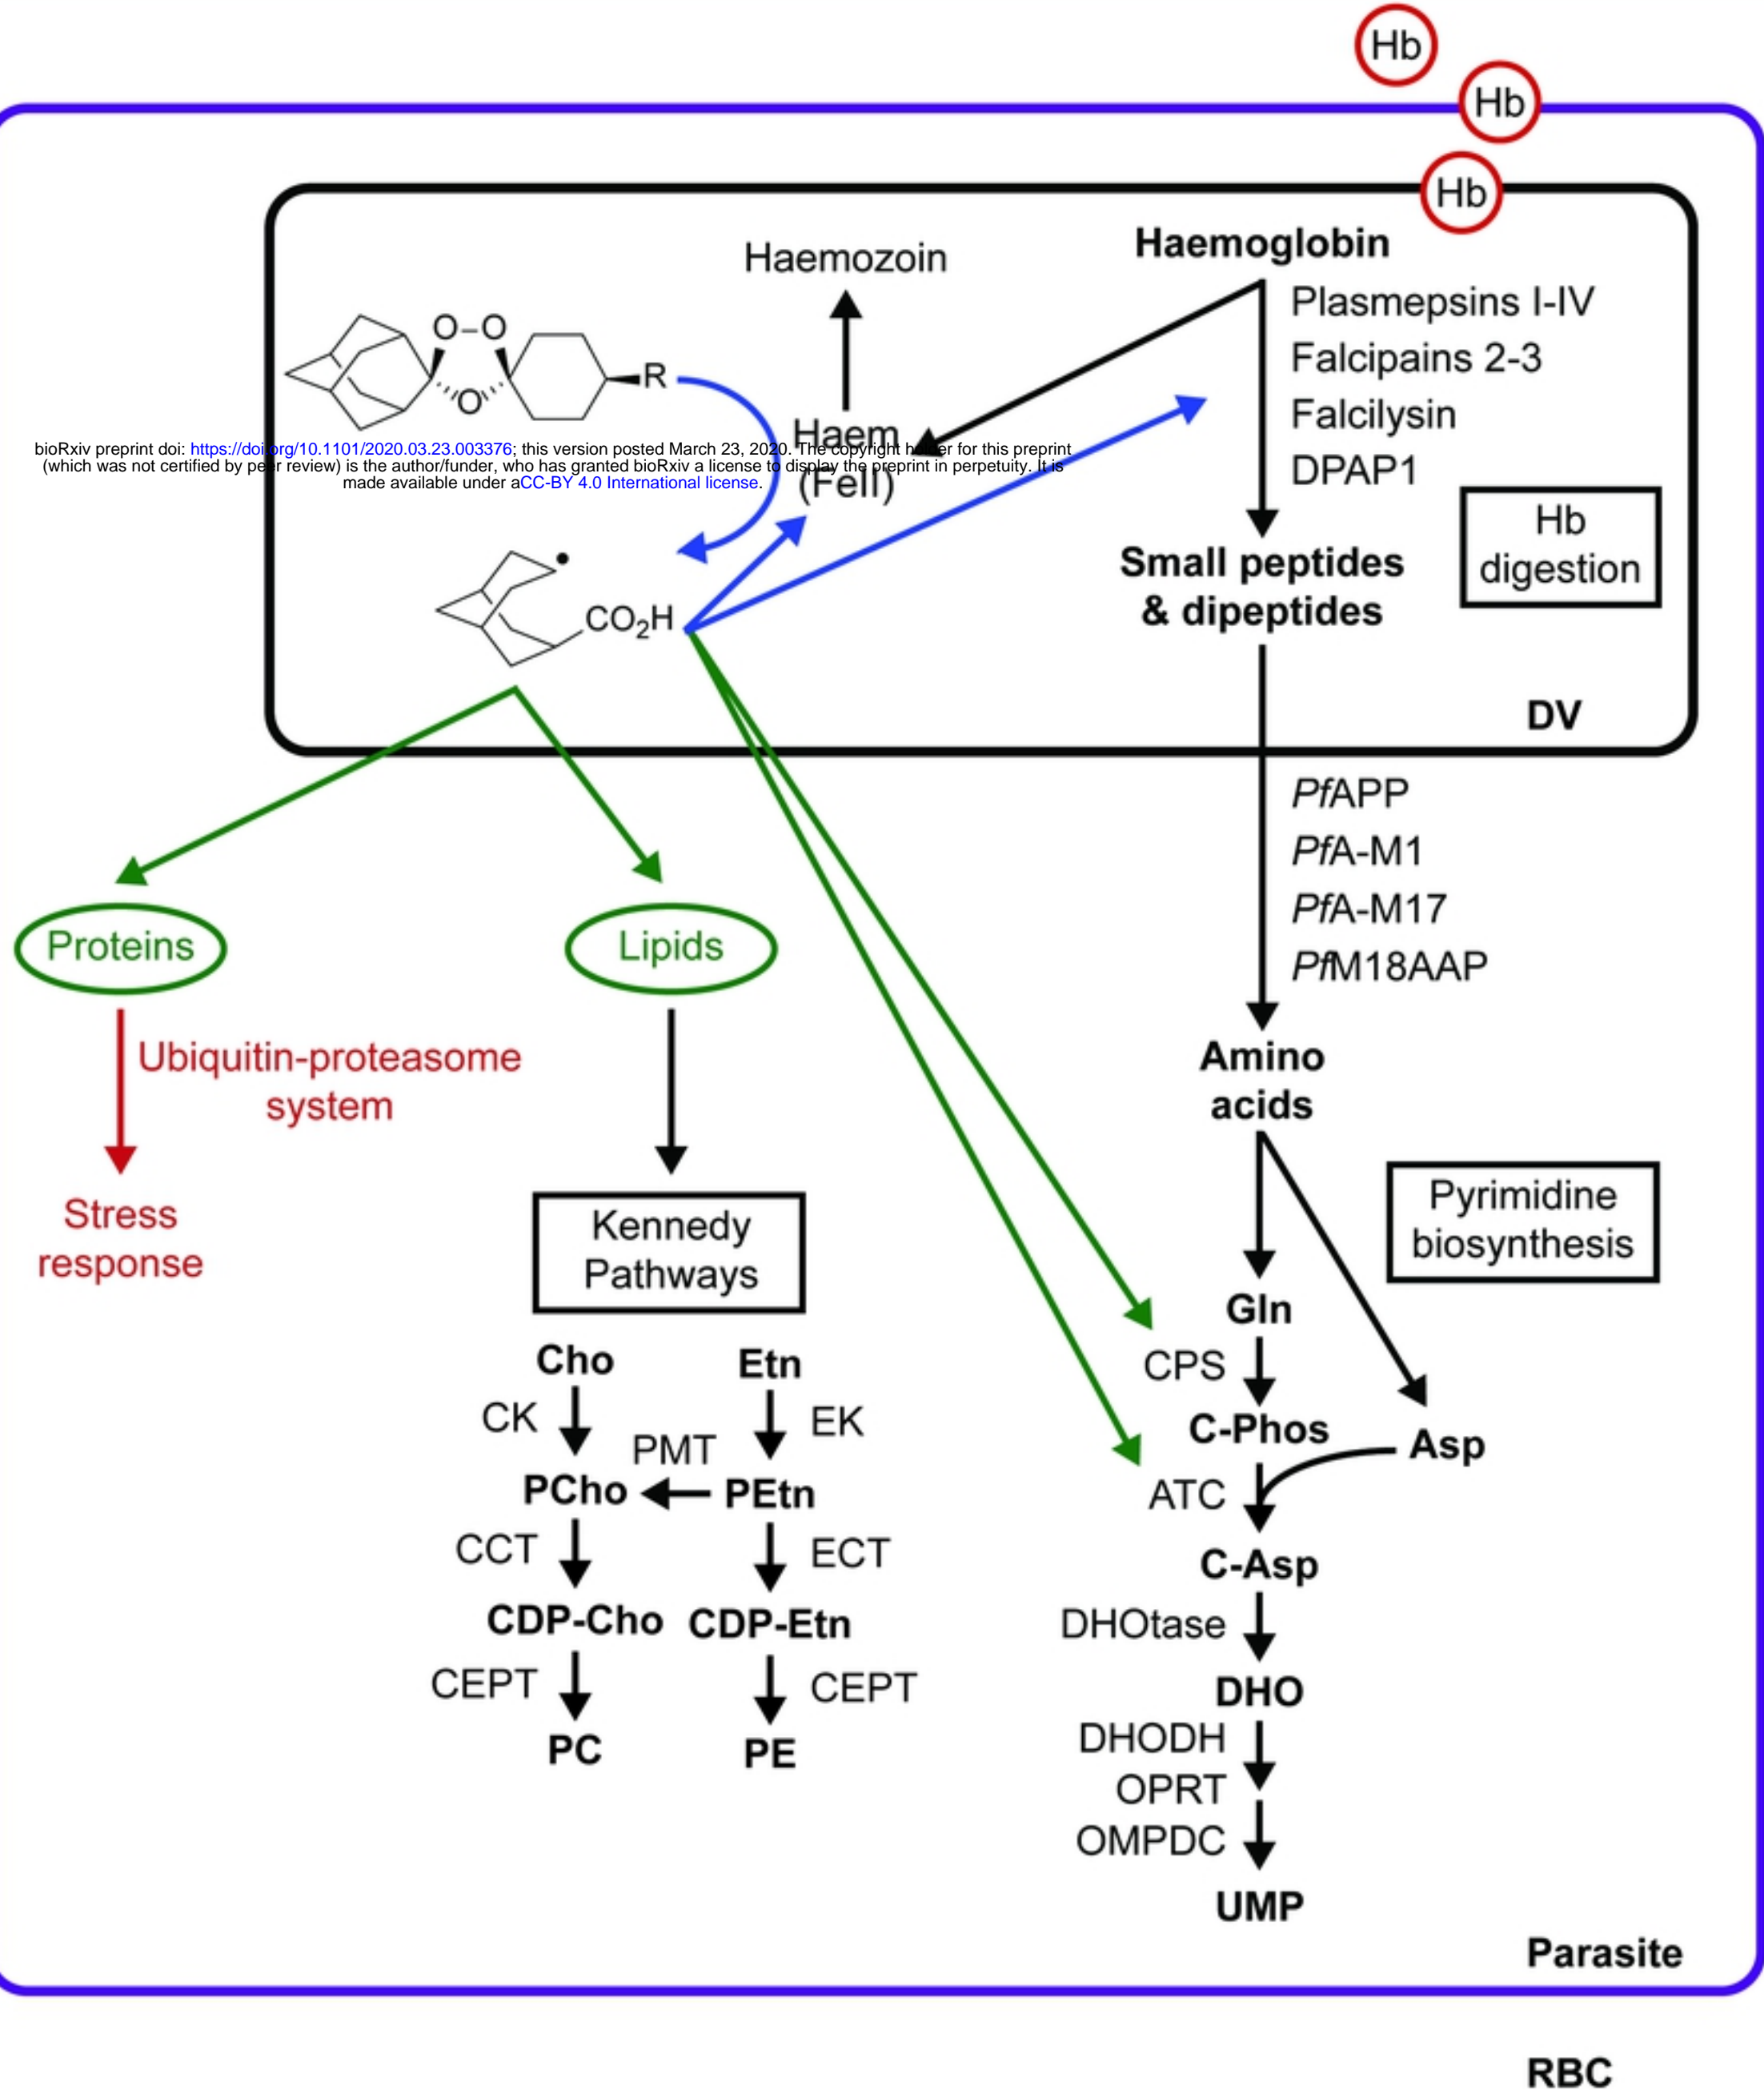 Hb
Hb
Hb
Haemoglobin
Haemozoin
Plasmepsins I-IV
Falcipains 2-3
Falcilysin
DPAP1
O–O
O
R
Haem
(FeII)
bioRxiv preprint doi: https://doi.org/10.1101/2020.03.23.003376; this version posted March 23, 2020. The copyright holder for this preprint
(which was not certified by peer review) is the author/funder, who has granted bioRxiv a license to display the preprint in perpetuity. It is
made available under aCC-BY 4.0 International license.
Hb
digestion
Small peptides
& dipeptides
CO2H
DV
PfAPP
PfA-M1
PfA-M17
PfM18AAP
Proteins
Lipids
Ubiquitin-proteasome
system
Stress
response
Amino
acids
Kennedy
Pathways
Pyrimidine
biosynthesis
Cho
Etn
CK
EK
PMT
PCho
PEtn
CCT
ECT
CDP-Cho
CDP-Etn
CEPT
CEPT
PC
PE
Gln
CPS
C-Phos
Asp
ATC
C-Asp
DHOtase
DHO
DHODH
OPRT
OMPDC
UMP
Parasite
RBC